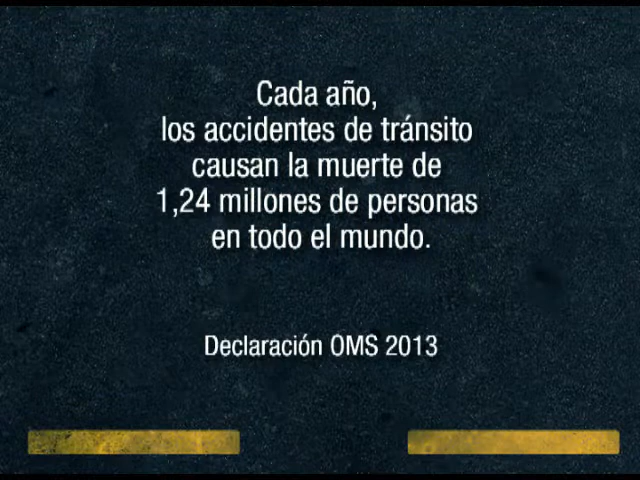 Cada año,
los accidentes de tránsito
causan la muerte de
1,24 millones de personas
en todo el mundo.
Declaración OMS 2013